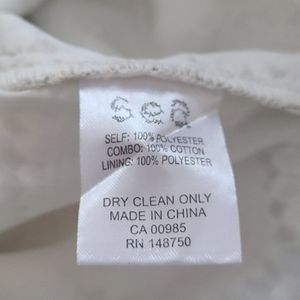 sea
SELF: 100% POLYESTER
COMBO: 100% COTTON
LINING: 100% POLYESTER
DRY CLEAN ONLY
MADE IN CHINA
CA 00985
RN 148750